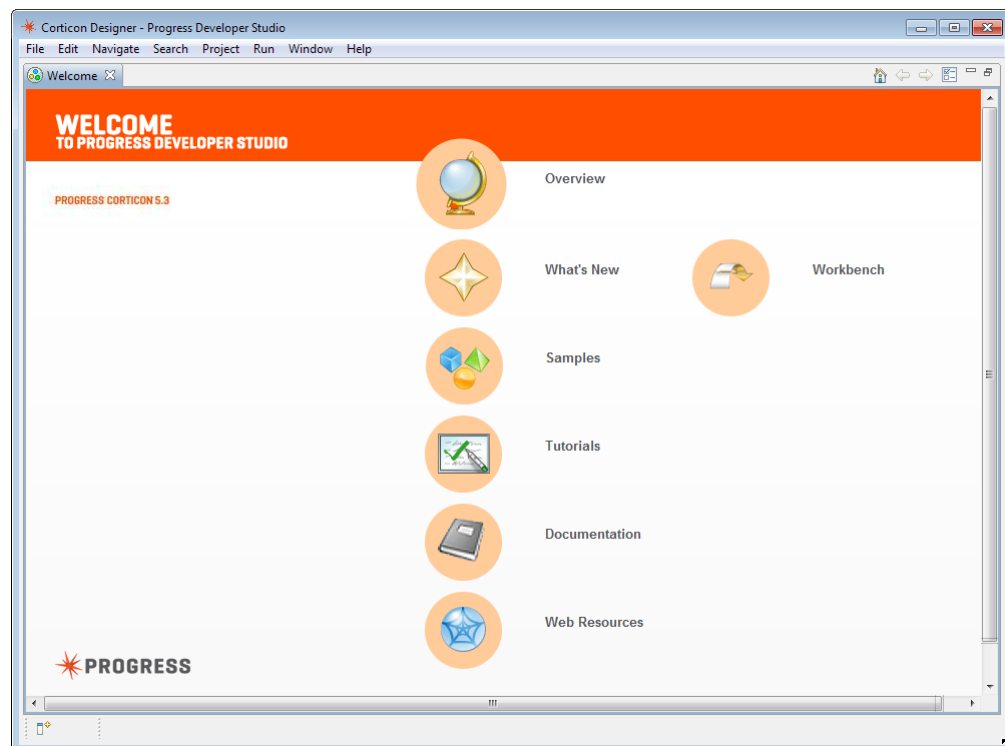 Corticon Designer - Progress Developer Studio
File Edit Navigate Search Project Run Window Help
Welcome
WELCOME
TO PROGRESS DEVELOPER STUDIO
PROGRESS CORTICON 5.3
Overview
What's New
Workbench
Samples
Tutorials
Documentation
Web Resources
PROGRESS